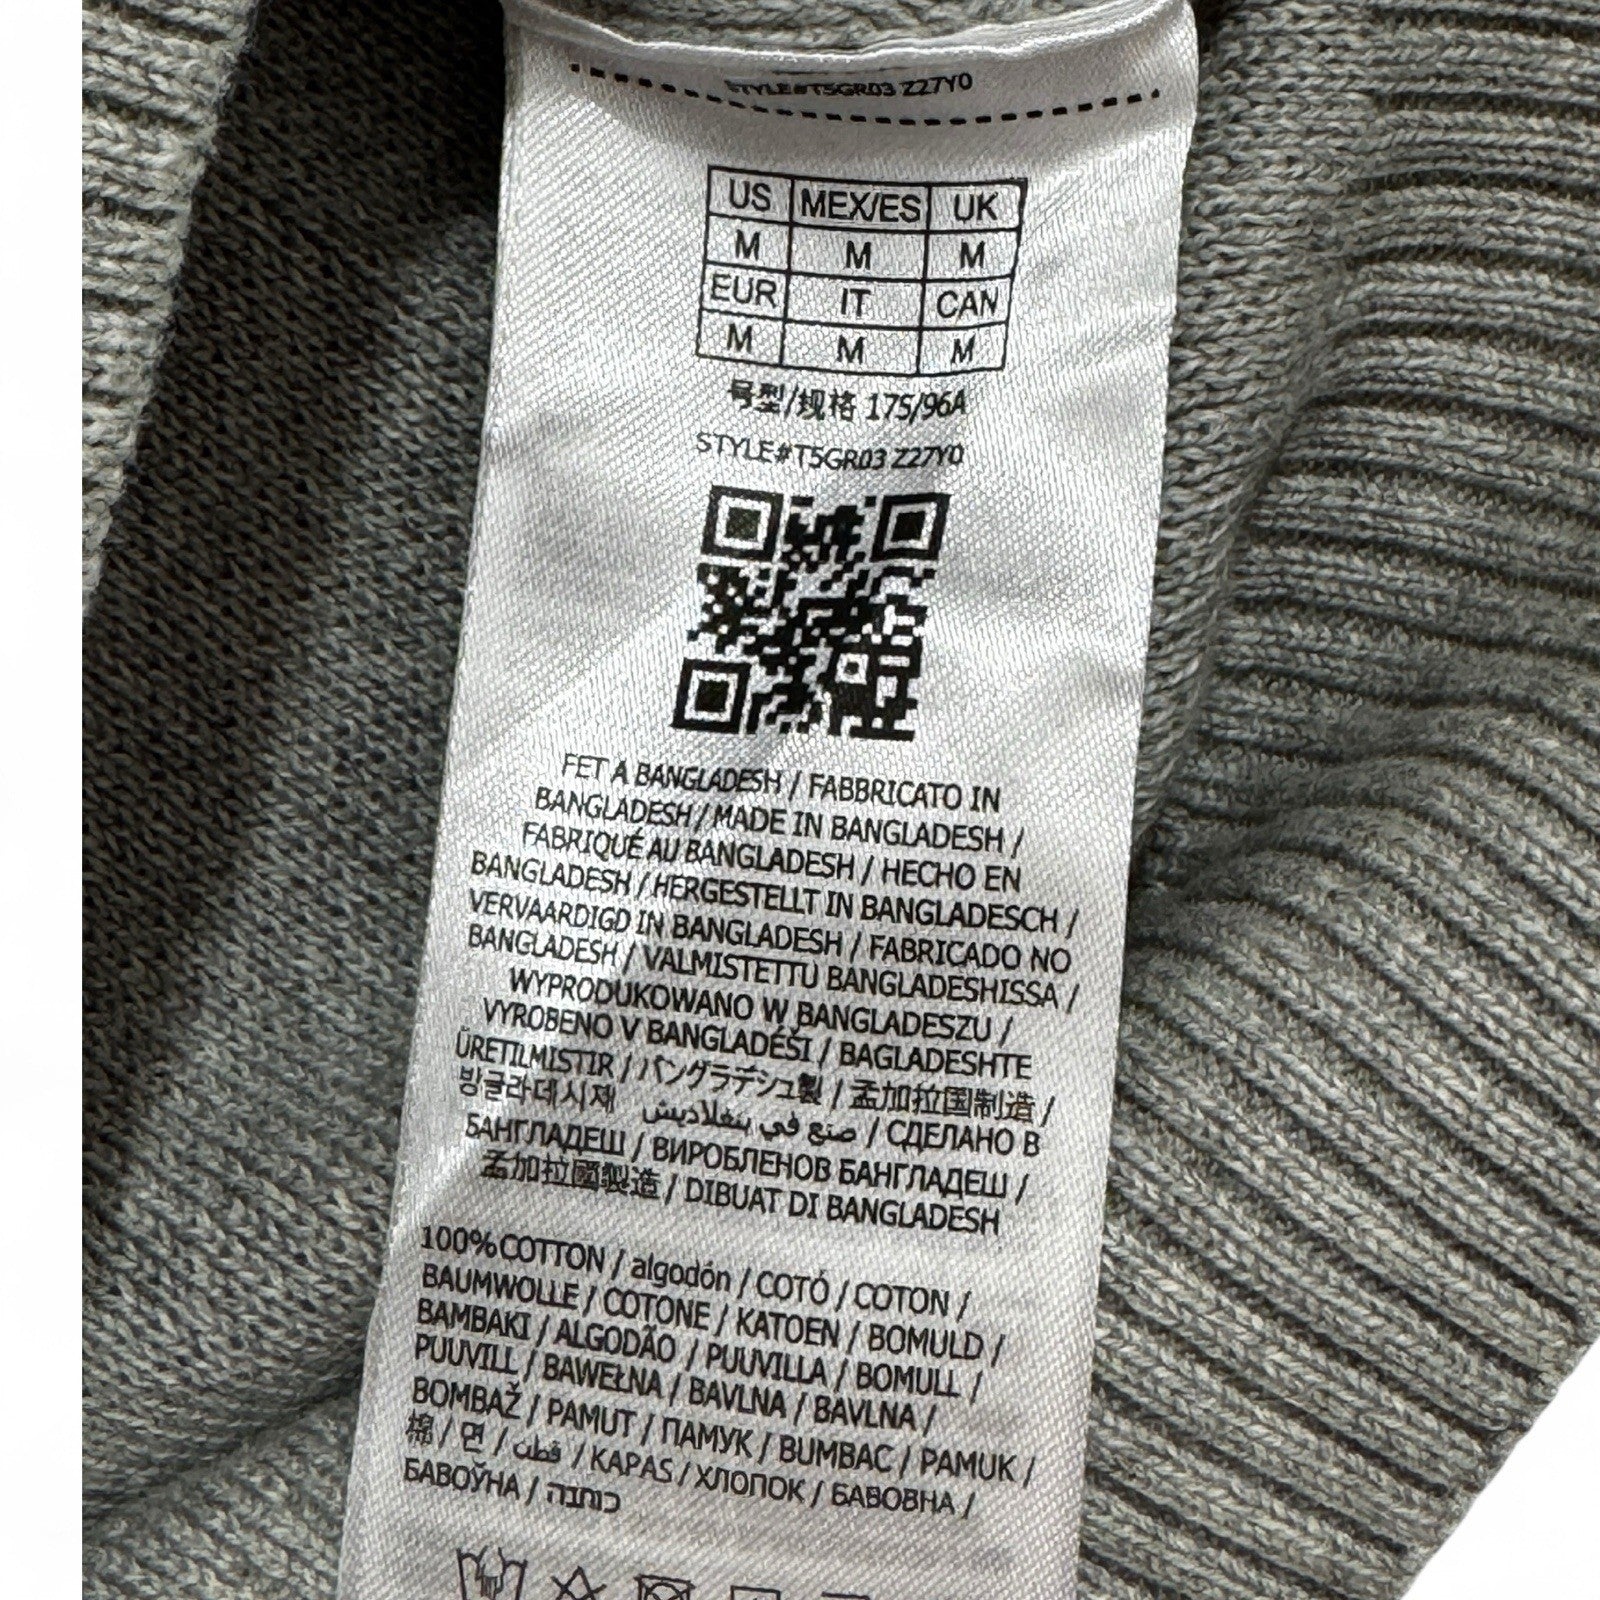 STYLE#T5GR03 Z27Y0
US MEX/ES UK
M M M
EUR IT CAN
M M M
号型/规格 175/96A
STYLE#T5GR03 Z27Y0
FET A BANGLADESH / FABBRICATO IN
BANGLADESH / MADE IN BANGLADESH /
FABRIQUÉ AU BANGLADESH / HECHO EN
BANGLADESH / HERGESTELLT IN BANGLADESCH /
VERVAARDIGD IN BANGLADESH / FABRICADO NO
BANGLADESH / VALMISTETTU BANGLADESHISSA /
WYPRODUKOWANO W BANGLADESZU /
VYROBENO V BANGLADÉŠI / BAGLADESHTE
ÜRETILMISTIR / バングラデシュ製 / 孟加拉国制造 /
방글라데시제 صنع في بنغلاديش / СДЕЛАНО В
БАНГЛАДЕШ / ВИРОБЛЕНОВ БАНГЛАДЕШ /
孟加拉國製造 / DIBUAT DI BANGLADESH
100%COTTON / algodón / COTÓ / COTON /
BAUMWOLLE / COTONE / KATOEN / BOMULD /
BAMBAKI / ALGODÃO / PUUVILLA / BOMULL /
PUUVILL / BAWEŁNA / BAVLNA / BAVLNA /
BOMBAŽ / PAMUT / ПАМУК / BUMBAC / PAMUK /
棉 / 면 / قطن / KAPAS / ХЛОПОК / БАВОВНА /
БАВОЎНА / כותנה